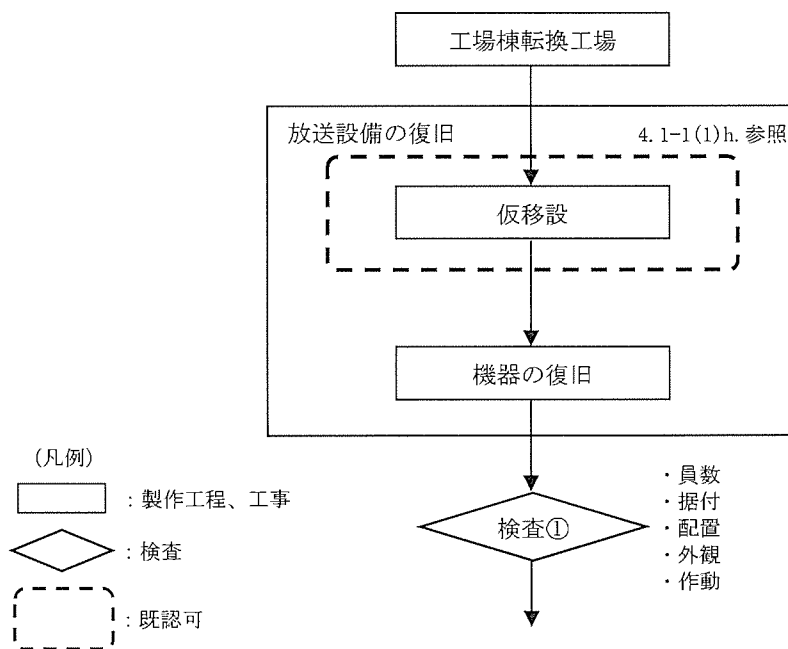 工場棟転換工場
放送設備の復旧
4.1-1(1)h.参照
仮移設
機器の復旧
検査①
・員数
・据付
・配置
・外観
・作動
(凡例)
：製作工程、工事
：検査
：既認可